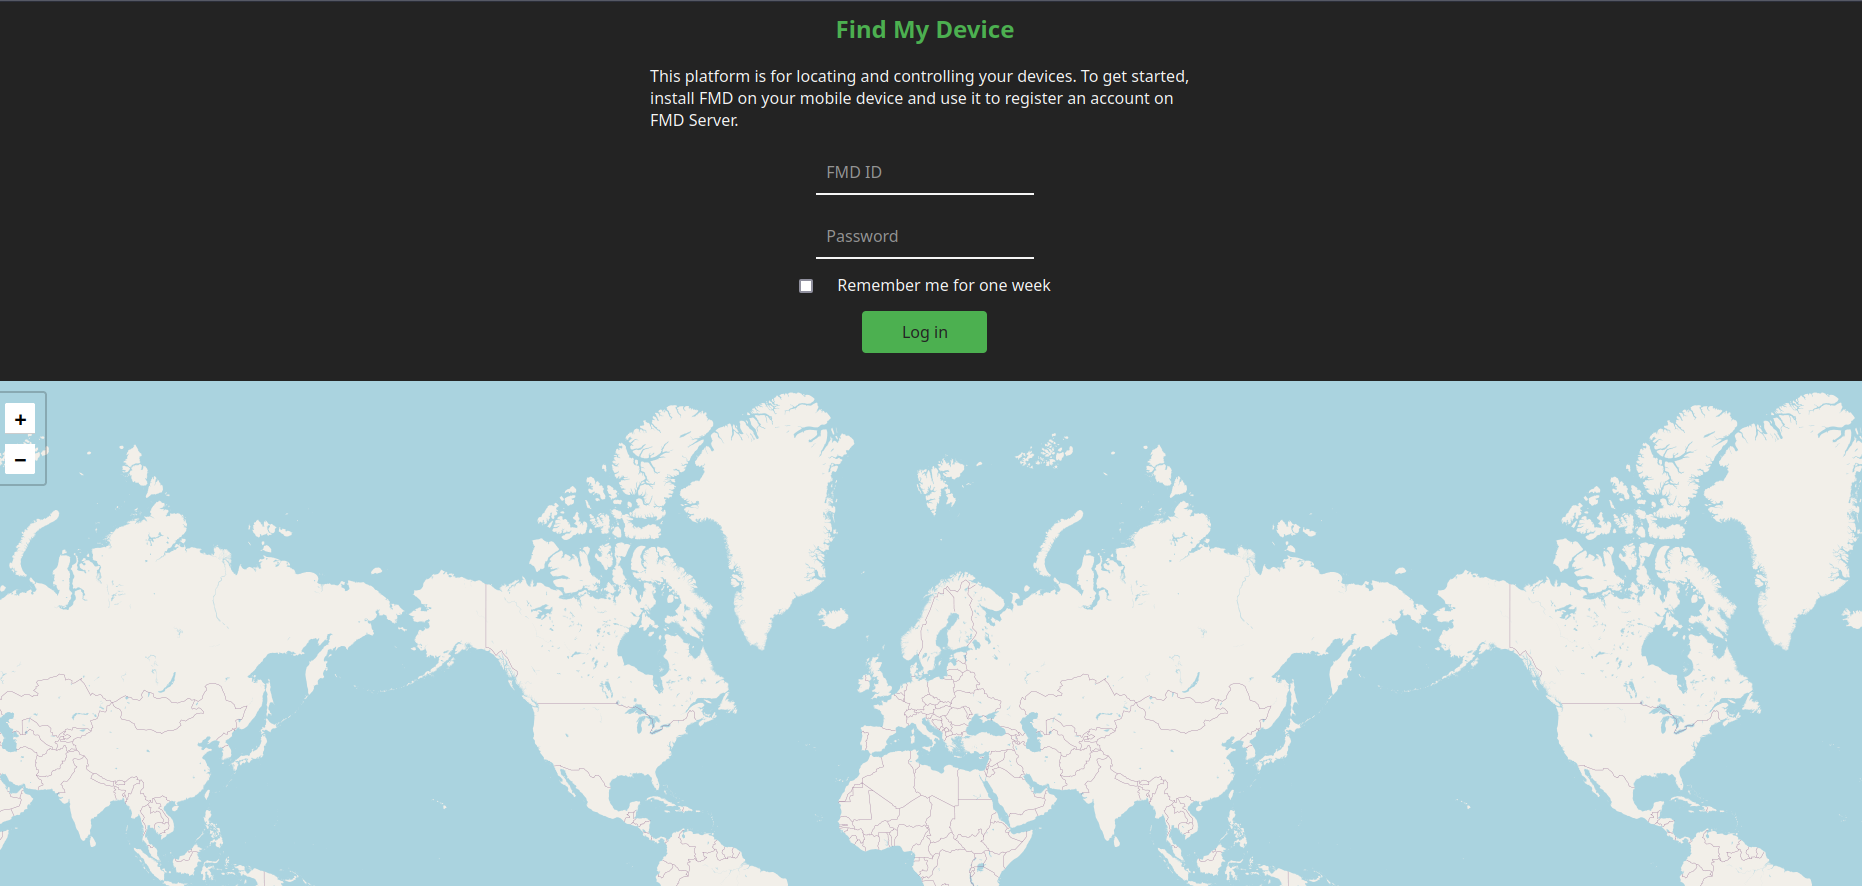 Find My Device
This platform is for locating and controlling your devices. To get started,
install FMD on your mobile device and use it to register an account on
FMD Server.
FMD ID
Password
Remember me for one week
Log in
+
−